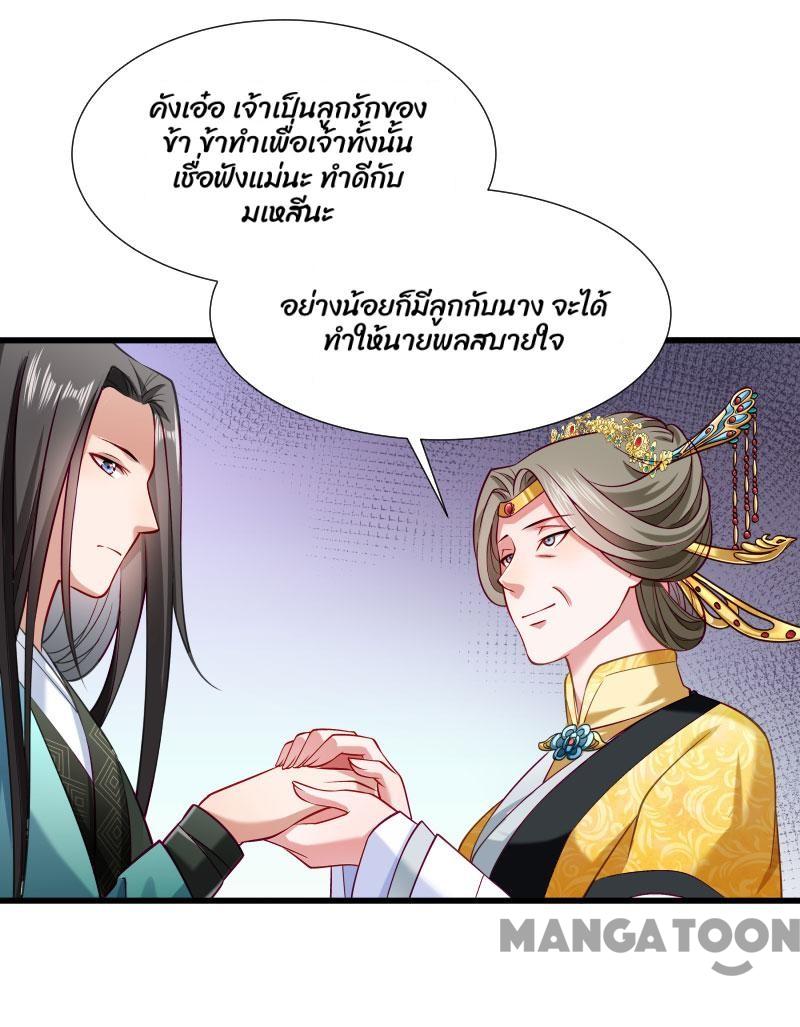 คังเอ๋อ เจ้าเป็นลูกรักของ
ข้า ข้าทำเพื่อเจ้าทั้งนั้น
เชื่อฟังแม่นะ ทำดีกับ
มเหสีนะ
อย่างน้อยก็มีลูกกับนาง จะได้
ทำให้นายพลสบายใจ
MANGATOON